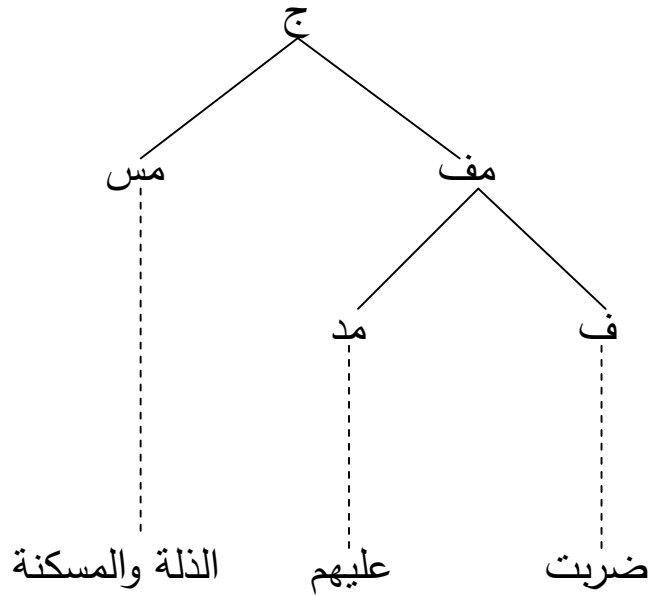 ج
مف مس
ف مد
ضربت عليهم الذلة والمسكنة